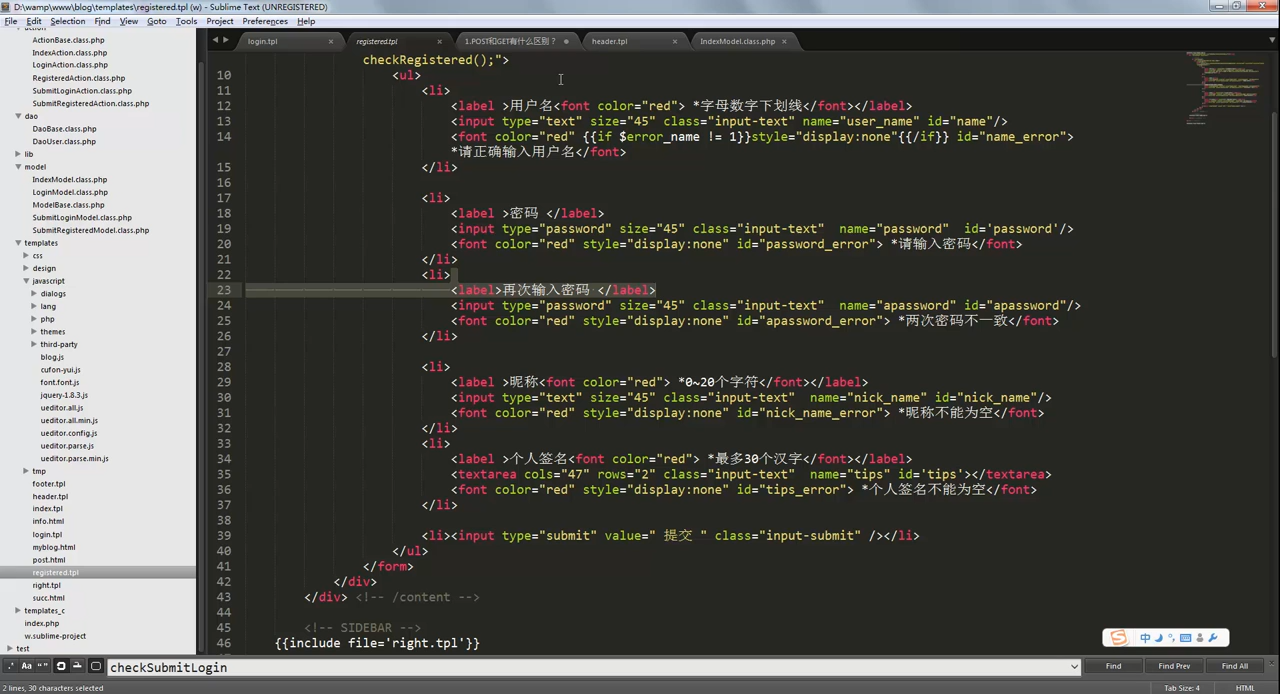 D:\wamp\www\blog\templates\registered.tpl (w) - Sublime Text (UNREGISTERED)
File Edit Selection Find View Goto Tools Project Preferences Help
login.tpl × registered.tpl × 1.POST和GET有什么区别？ header.tpl × IndexModel.class.php ×
action
ActionBase.class.php
IndexAction.class.php
LoginAction.class.php
RegisteredAction.class.php
SubmitLoginAction.class.php
SubmitRegisteredAction.class.php
dao
DaoBase.class.php
DaoUser.class.php
lib
model
IndexModel.class.php
LoginModel.class.php
ModelBase.class.php
SubmitLoginModel.class.php
SubmitRegisteredModel.class.php
templates
css
design
javascript
dialogs
lang
php
themes
third-party
blog.js
cufon-yui.js
font.font.js
jquery-1.8.3.js
ueditor.all.js
ueditor.all.min.js
ueditor.config.js
ueditor.parse.js
ueditor.parse.min.js
tmp
footer.tpl
header.tpl
index.tpl
info.html
login.tpl
myblog.html
post.html
registered.tpl
right.tpl
succ.html
templates_c
index.php
w.sublime-project
test
checkRegistered();">
10 <ul>
11 <li>
12 <label >用户名<font color="red"> *字母数字下划线</font></label>
13 <input type="text" size="45" class="input-text" name="user_name" id="name"/>
14 <font color="red" {{if $error_name != 1}}style="display:none"{{/if}} id="name_error">
*请正确输入用户名</font>
15 </li>
16
17 <li>
18 <label >密码 </label>
19 <input type="password" size="45" class="input-text"  name="password"  id='password'/>
20 <font color="red" style="display:none" id="password_error"> *请输入密码</font>
21 </li>
22 <li>
23 <label>再次输入密码 </label>
24 <input type="password" size="45" class="input-text"  name="apassword" id="apassword"/>
25 <font color="red" style="display:none" id="apassword_error"> *两次密码不一致</font>
26 </li>
27
28 <li>
29 <label >昵称<font color="red"> *0~20个字符</font></label>
30 <input type="text" size="45" class="input-text"  name="nick_name" id="nick_name"/>
31 <font color="red" style="display:none" id="nick_name_error"> *昵称不能为空</font>
32 </li>
33 <li>
34 <label >个人签名<font color="red"> *最多30个汉字</font></label>
35 <textarea cols="47" rows="2" class="input-text"  name="tips" id='tips'></textarea>
36 <font color="red" style="display:none" id="tips_error"> *个人签名不能为空</font>
37 </li>
38
39 <li><input type="submit" value=" 提交 " class="input-submit" /></li>
40 </ul>
41 </form>
42 </div>
43 </div> <!-- /content -->
44
45 <!-- SIDEBAR -->
46 {{include file='right.tpl'}}
中
.* Aa “” checkSubmitLogin Find Find Prev Find All
2 lines, 30 characters selected Tab Size: 4 HTML